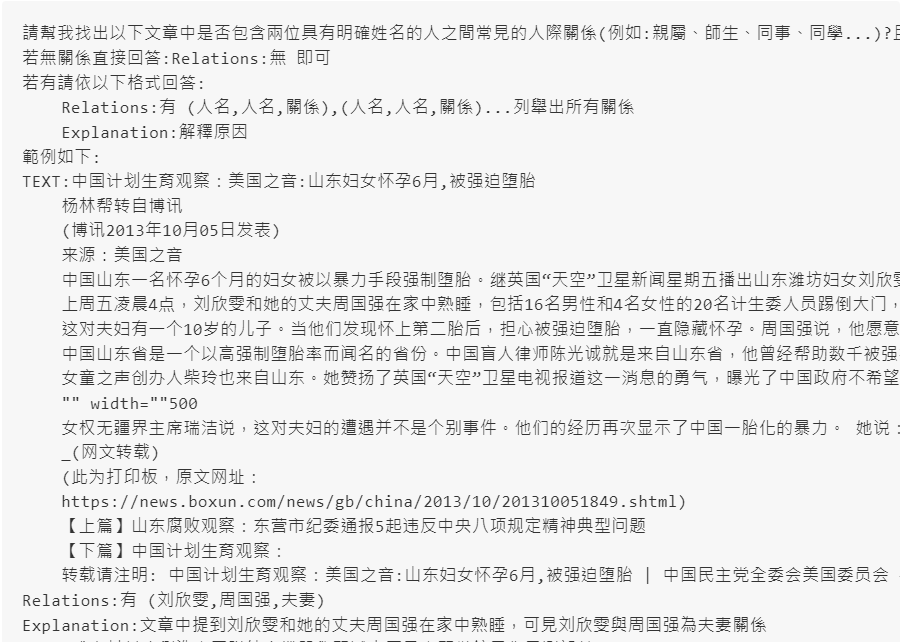 請幫我找出以下文章中是否包含兩位具有明確姓名的人之間常見的人際關係(例如:親屬、師生、同事、同學...)?
若無關係直接回答:Relations:無 即可
若有請依以下格式回答:
Relations:有 (人名,人名,關係),(人名,人名,關係)...列舉出所有關係
Explanation:解釋原因
範例如下:
TEXT:中国计划生育观察：美国之音:山东妇女怀孕6月,被强迫堕胎
杨林帮转自博讯
(博讯2013年10月05日发表)
来源：美国之音
中国山东一名怀孕6个月的妇女被以暴力手段强制堕胎。继英国“天空”卫星新闻星期五播出山东潍坊妇女刘欣雯
上周五凌晨4点，刘欣雯和她的丈夫周国强在家中熟睡，包括16名男性和4名女性的20名计生委人员踢倒大门，
这对夫妇有一个10岁的儿子。当他们发现怀上第二胎后，担心被强迫堕胎，一直隐藏怀孕。周国强说，他愿意
中国山东省是一个以高强制堕胎率而闻名的省份。中国盲人律师陈光诚就是来自山东省，他曾经帮助数千被强
女童之声创办人柴玲也来自山东。她赞扬了英国“天空”卫星电视报道这一消息的勇气，曝光了中国政府不希望
"" width=""500
女权无疆界主席瑞洁说，这对夫妇的遭遇并不是个别事件。他们的经历再次显示了中国一胎化的暴力。 她说：
_(网文转载)
(此为打印板，原文网址：
https://news.boxun.com/news/gb/china/2013/10/201310051849.shtml)
【上篇】山东腐败观察：东营市纪委通报5起违反中央八项规定精神典型问题
【下篇】中国计划生育观察：
转载请注明: 中国计划生育观察：美国之音:山东妇女怀孕6月,被强迫堕胎 | 中国民主党全委会美国委员会
Relations:有 (刘欣雯,周国强,夫妻)
Explanation:文章中提到刘欣雯和她的丈夫周国强在家中熟睡，可見刘欣雯與周国强為夫妻關係